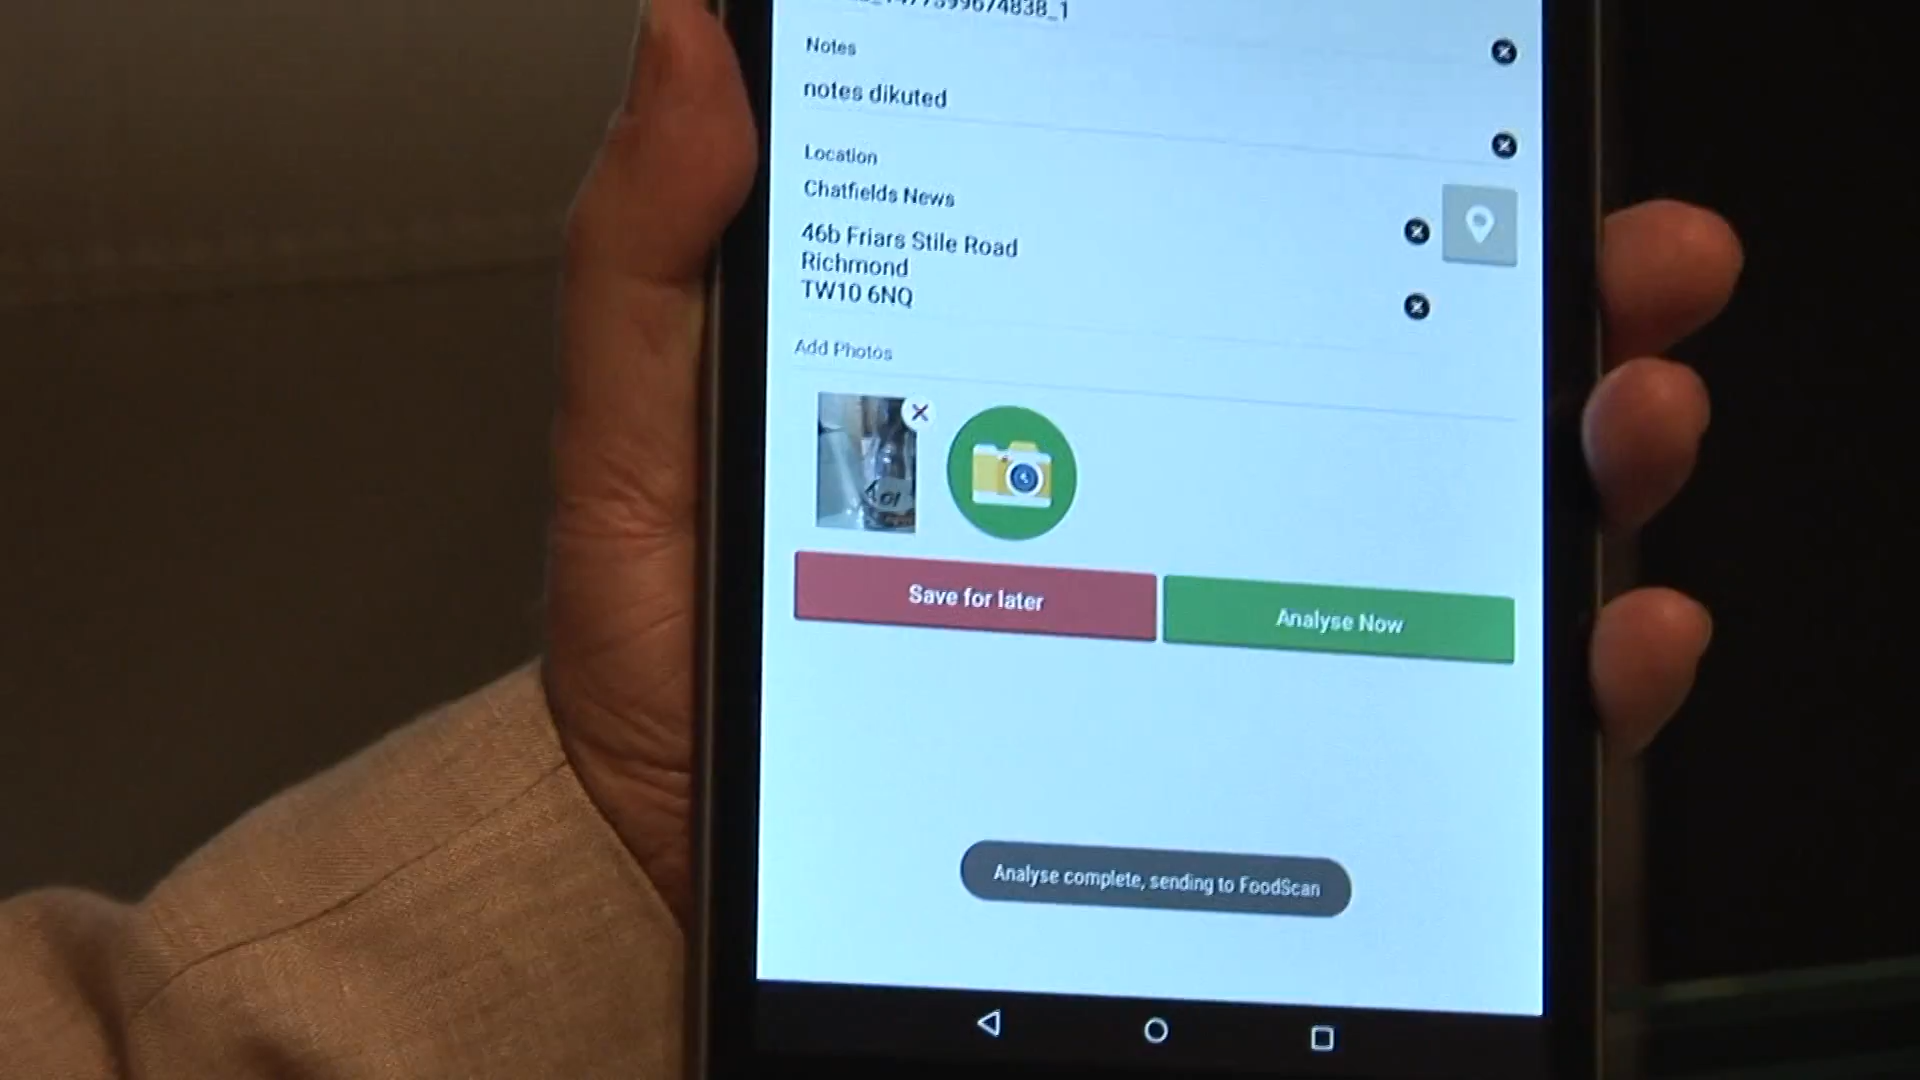 Notes
notes dikuted
Location
Chatfields News
46b Friars Stile Road
Richmond
TW10 6NQ
Add Photos
Save for later
Analyse Now
Analyse complete, sending to FoodScan